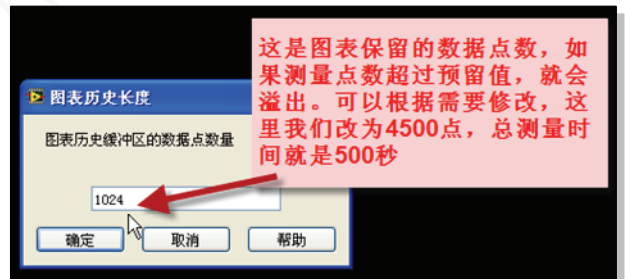 这是图表保留的数据点数，如
果测量点数超过预留值，就会
溢出。可以根据需要修改，这
里我们改为4500点，总测量时
间就是500秒
图表历史长度
图表历史缓冲区的数据点数量
1024
确定
取消
帮助